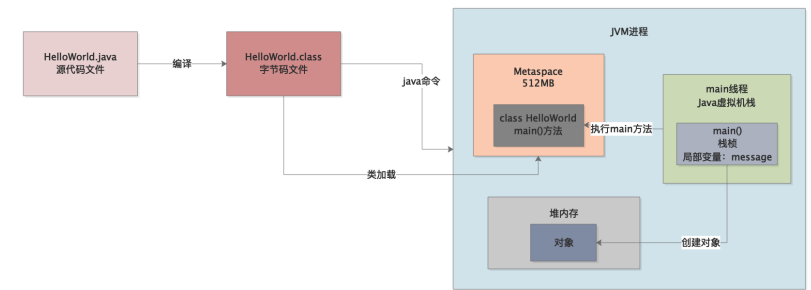 JVM进程
HelloWorld.java
源代码文件
编译
HelloWorld.class
字节码文件
java命令
类加载
Metaspace
512MB
class HelloWorld
main()方法
执行main方法
main线程
Java虚拟机栈
main()
栈桢
局部变量：message
堆内存
对象
创建对象